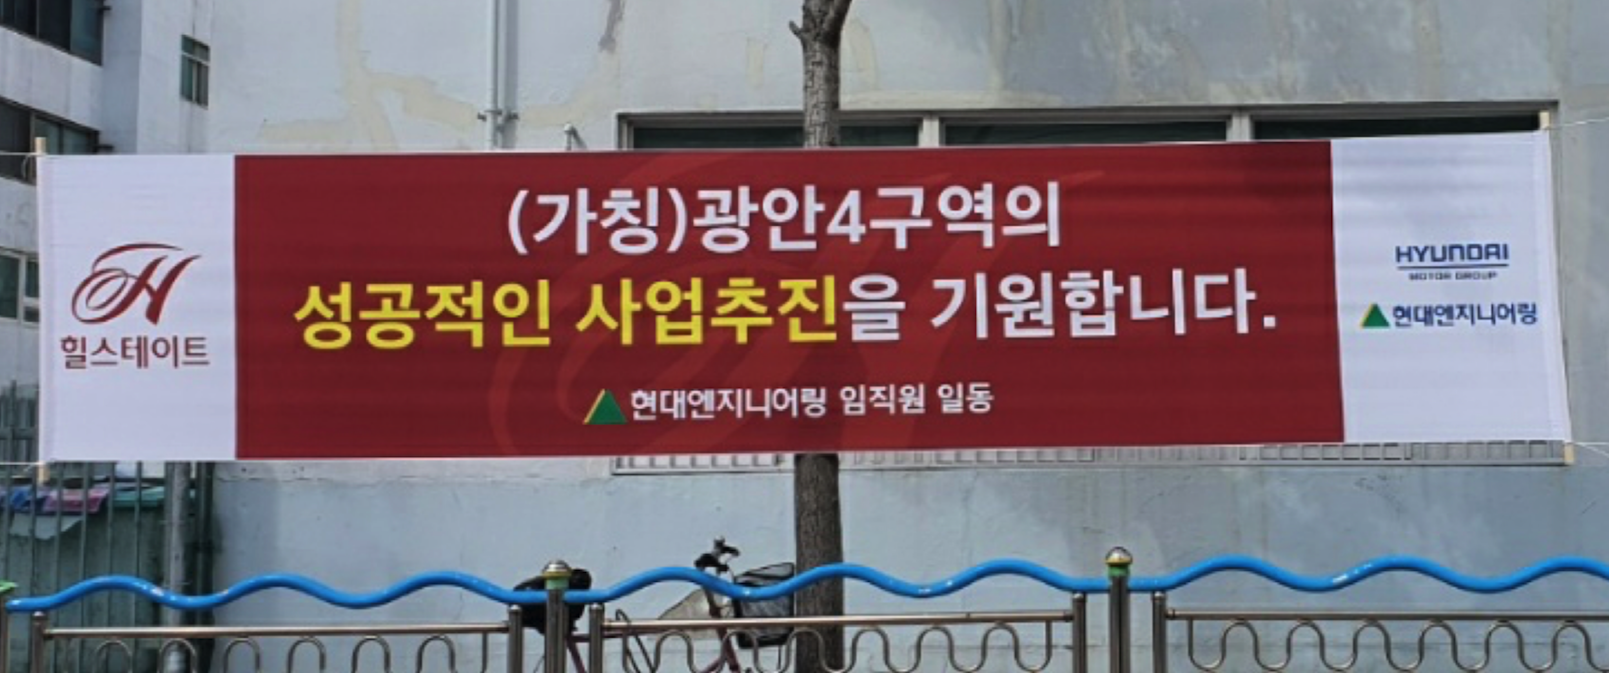 (가칭)광안4구역의
성공적인 사업추진을 기원합니다.
현대엔지니어링 임직원 일동
힐스테이트
HYUNDAI
MOTOR GROUP
현대엔지니어링